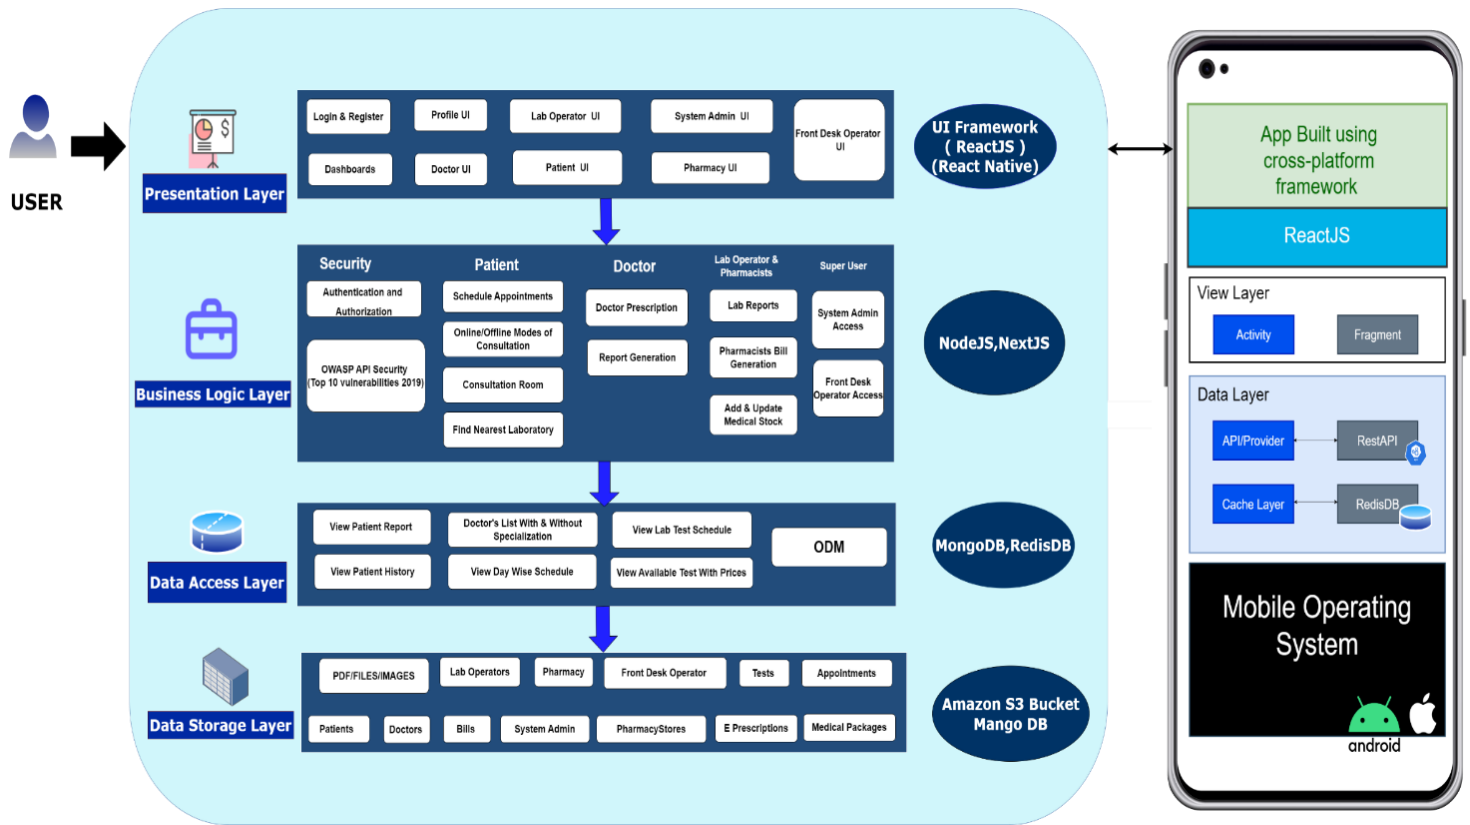 USER
Presentation Layer
Login & Register
Profile UI
Lab Operator UI
System Admin UI
Front Desk Operator
UI
Dashboards
Doctor UI
Patient UI
Pharmacy UI
UI Framework
( ReactJS )
(React Native)
Business Logic Layer
Security
Authentication and
Authorization
OWASP API Security
(Top 10 vulnerabilities 2019)
Patient
Schedule Appointments
Online/Offline Modes of
Consultation
Consultation Room
Find Nearest Laboratory
Doctor
Doctor Prescription
Report Generation
Lab Operator &
Pharmacists
Lab Reports
Pharmacists Bill
Generation
Add & Update
Medical Stock
Super User
System Admin
Access
Front Desk
Operator Access
NodeJS,NextJS
Data Access Layer
View Patient Report
Doctor's List With & Without
Specialization
View Lab Test Schedule
ODM
View Patient History
View Day Wise Schedule
View Available Test With Prices
MongoDB,RedisDB
Data Storage Layer
PDF/FILES/IMAGES
Lab Operators
Pharmacy
Front Desk Operator
Tests
Appointments
Patients
Doctors
Bills
System Admin
PharmacyStores
E Prescriptions
Medical Packages
Amazon S3 Bucket
Mango DB
App Built using
cross-platform
framework
ReactJS
View Layer
Activity
Fragment
Data Layer
API/Provider
RestAPI
Cache Layer
RedisDB
Mobile Operating
System
android